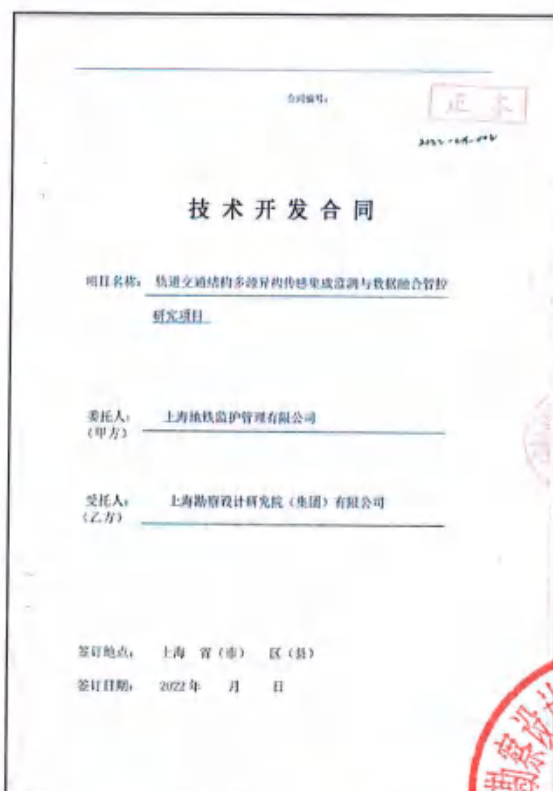 合同编号：
正本
技术开发合同
项目名称： 轨道交通结构多源异构传感集成监测与数据融合智控
研究项目
委托人： 上海地铁监护管理有限公司
（甲方）
受托人： 上海勘察设计研究院（集团）有限公司
（乙方）
签订地点： 上海 省（市） 区（县）
签订日期： 2022年 月 日
勘察设